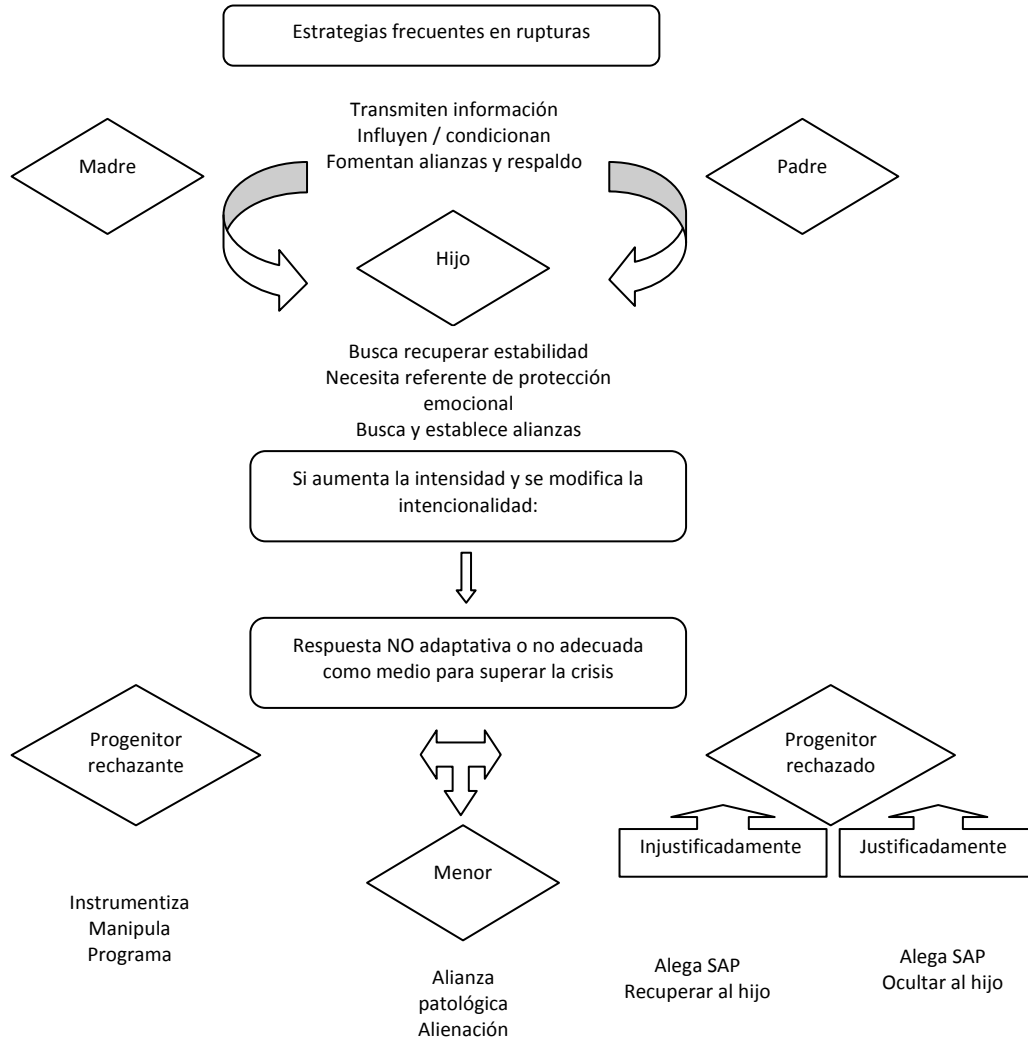 Estrategias frecuentes en rupturas
Transmiten información
Influyen / condicionan
Fomentan alianzas y respaldo
Madre
Padre
Hijo
Busca recuperar estabilidad
Necesita referente de protección
emocional
Busca y establece alianzas
Si aumenta la intensidad y se modifica la
intencionalidad:
Respuesta NO adaptativa o no adecuada
como medio para superar la crisis
Progenitor
rechazante
Progenitor
rechazado
Injustificadamente
Justificadamente
Menor
Instrumentiza
Manipula
Programa
Alianza
patológica
Alienación
Alega SAP
Recuperar al hijo
Alega SAP
Ocultar al hijo